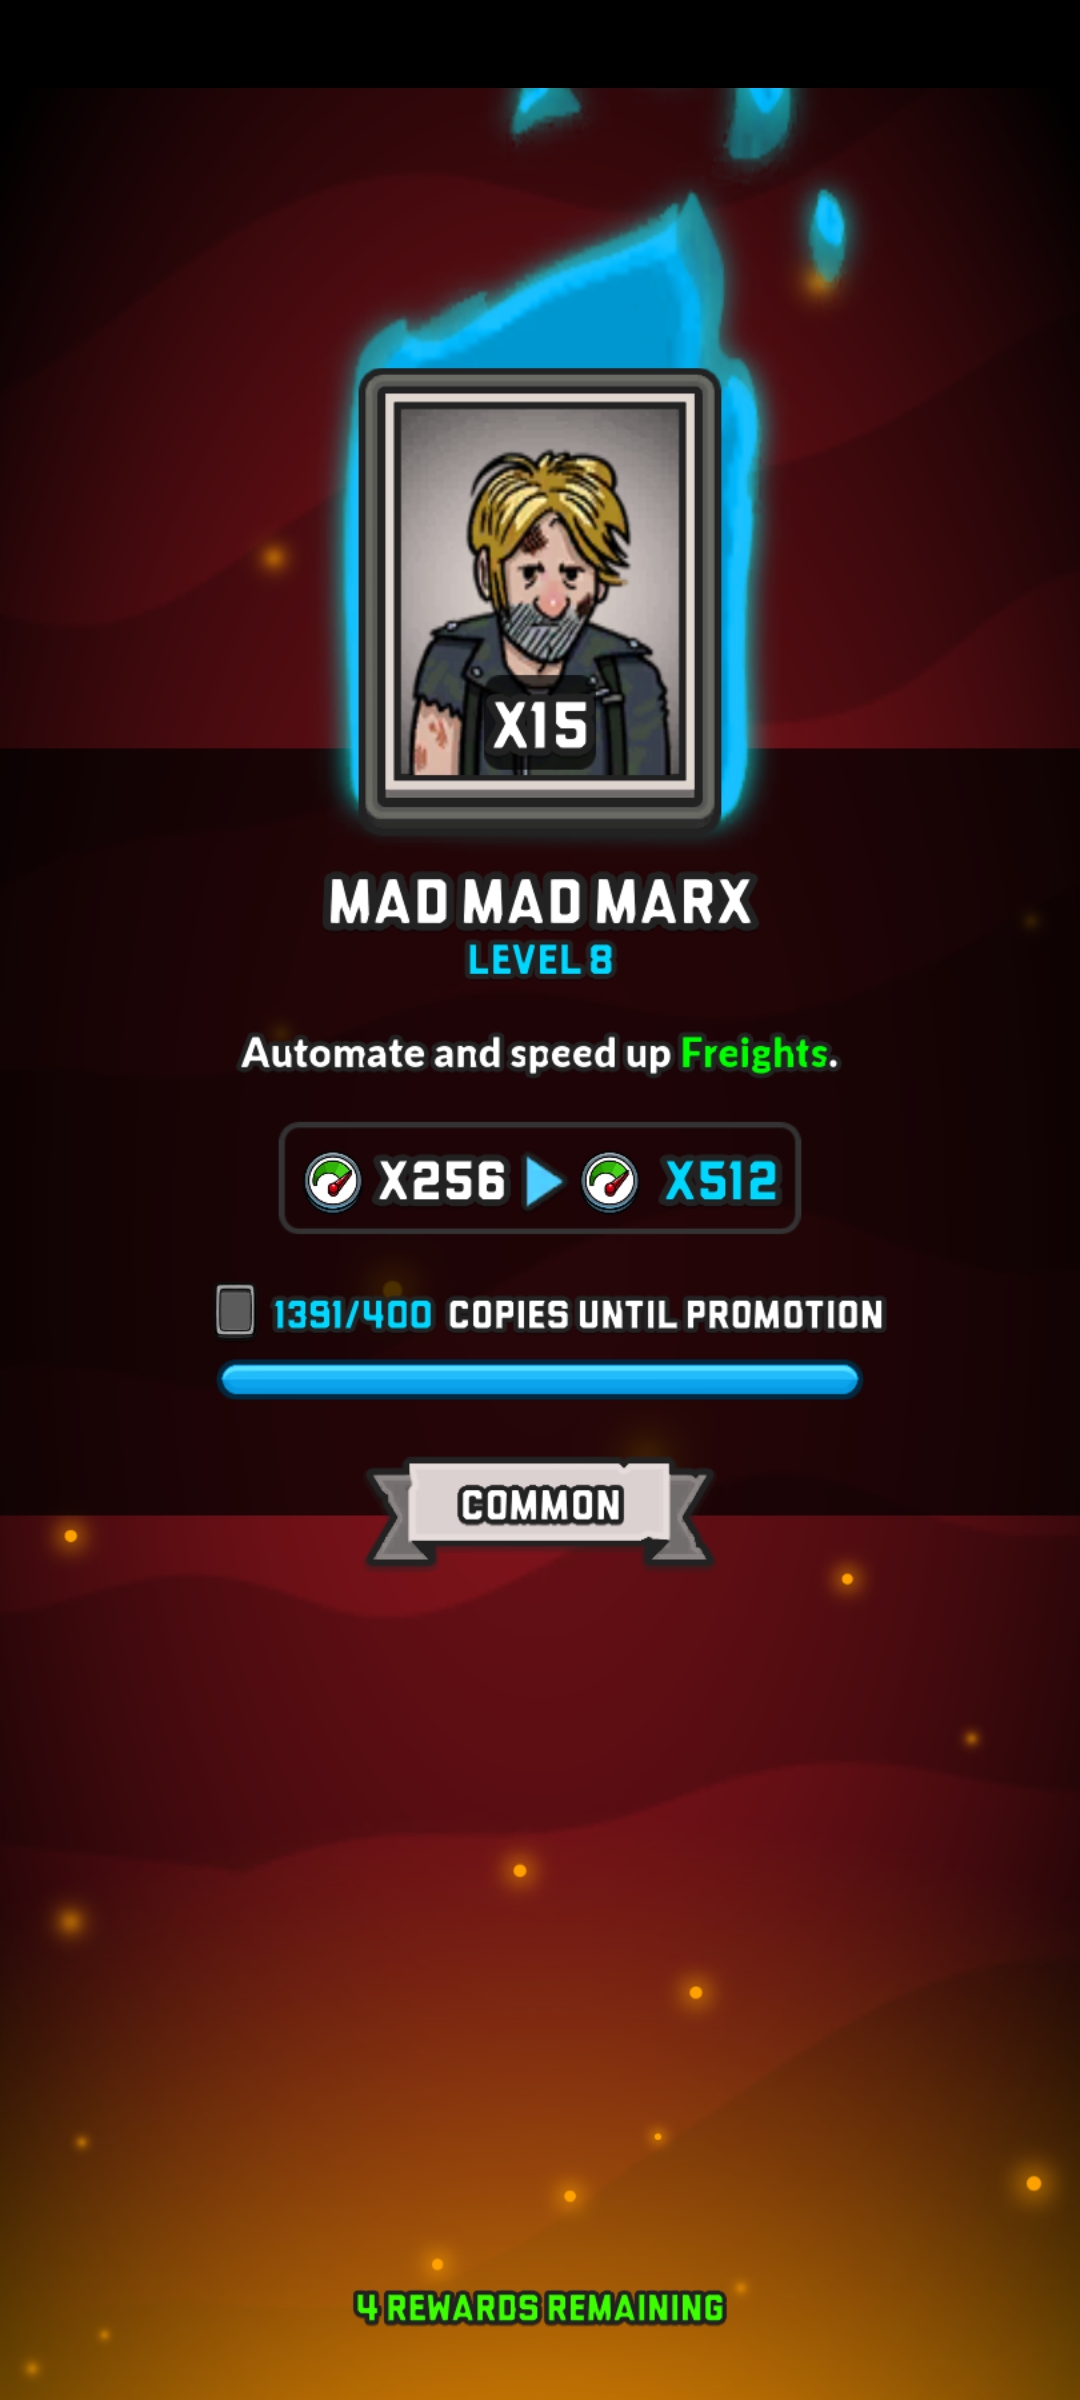 X15
MAD MAD MARX
LEVEL 8
Automate and speed up Freights.
X256 X512
1391/400 COPIES UNTIL PROMOTION
COMMON
4 REWARDS REMAINING